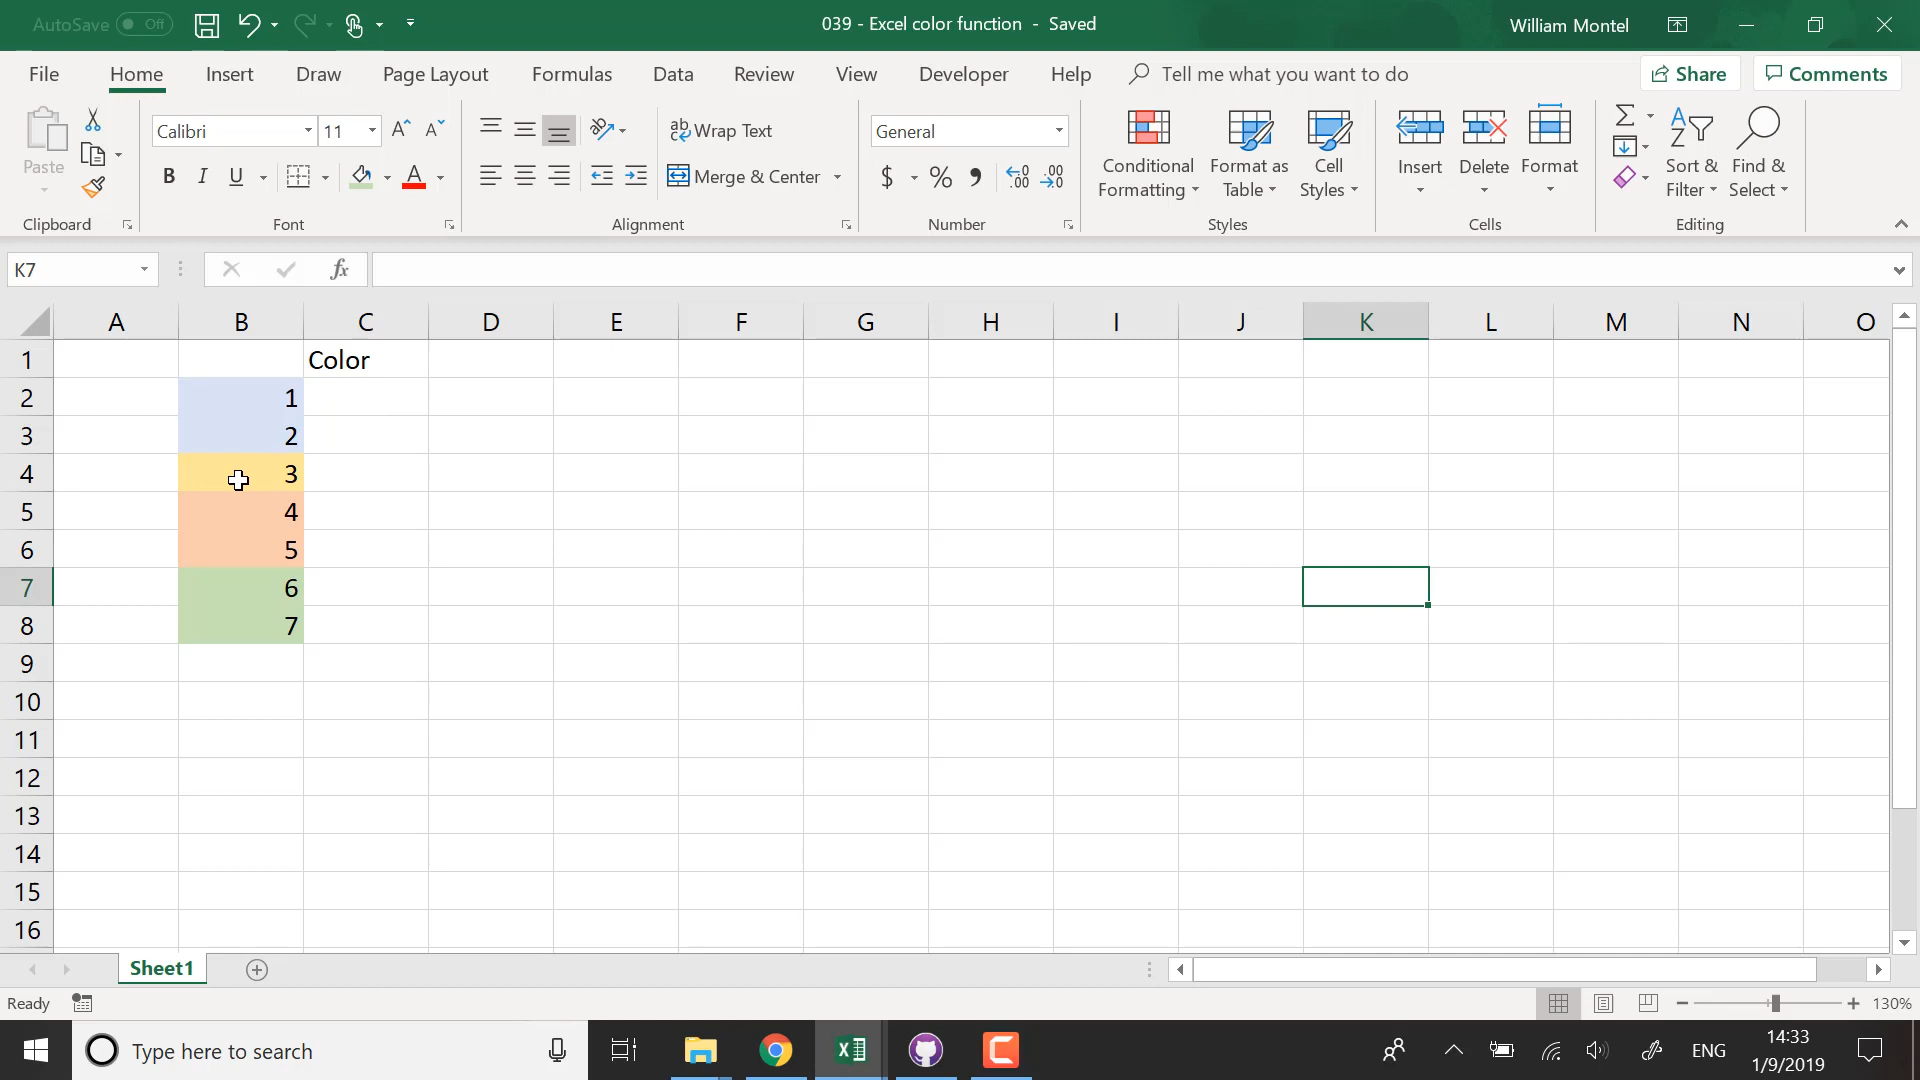 AutoSave Off
039 - Excel color function - Saved
William Montel
File Home Insert Draw Page Layout Formulas Data Review View Developer Help Tell me what you want to do Share Comments
Paste
Clipboard
Calibri 11
B I U A
Font
ab Wrap Text
Merge & Center
Alignment
General
$ % , .00 .00
Number
Conditional Formatting
Format as Table
Cell Styles
Styles
Insert Delete Format
Cells
Sort & Filter
Find & Select
Editing
K7 fx
A B C D E F G H I J K L M N O
1 Color
2 1
3 2
4 3
5 4
6 5
7 6
8 7
9
10
11
12
13
14
15
16
Sheet1
Ready 130%
Type here to search ENG 14:33
1/9/2019